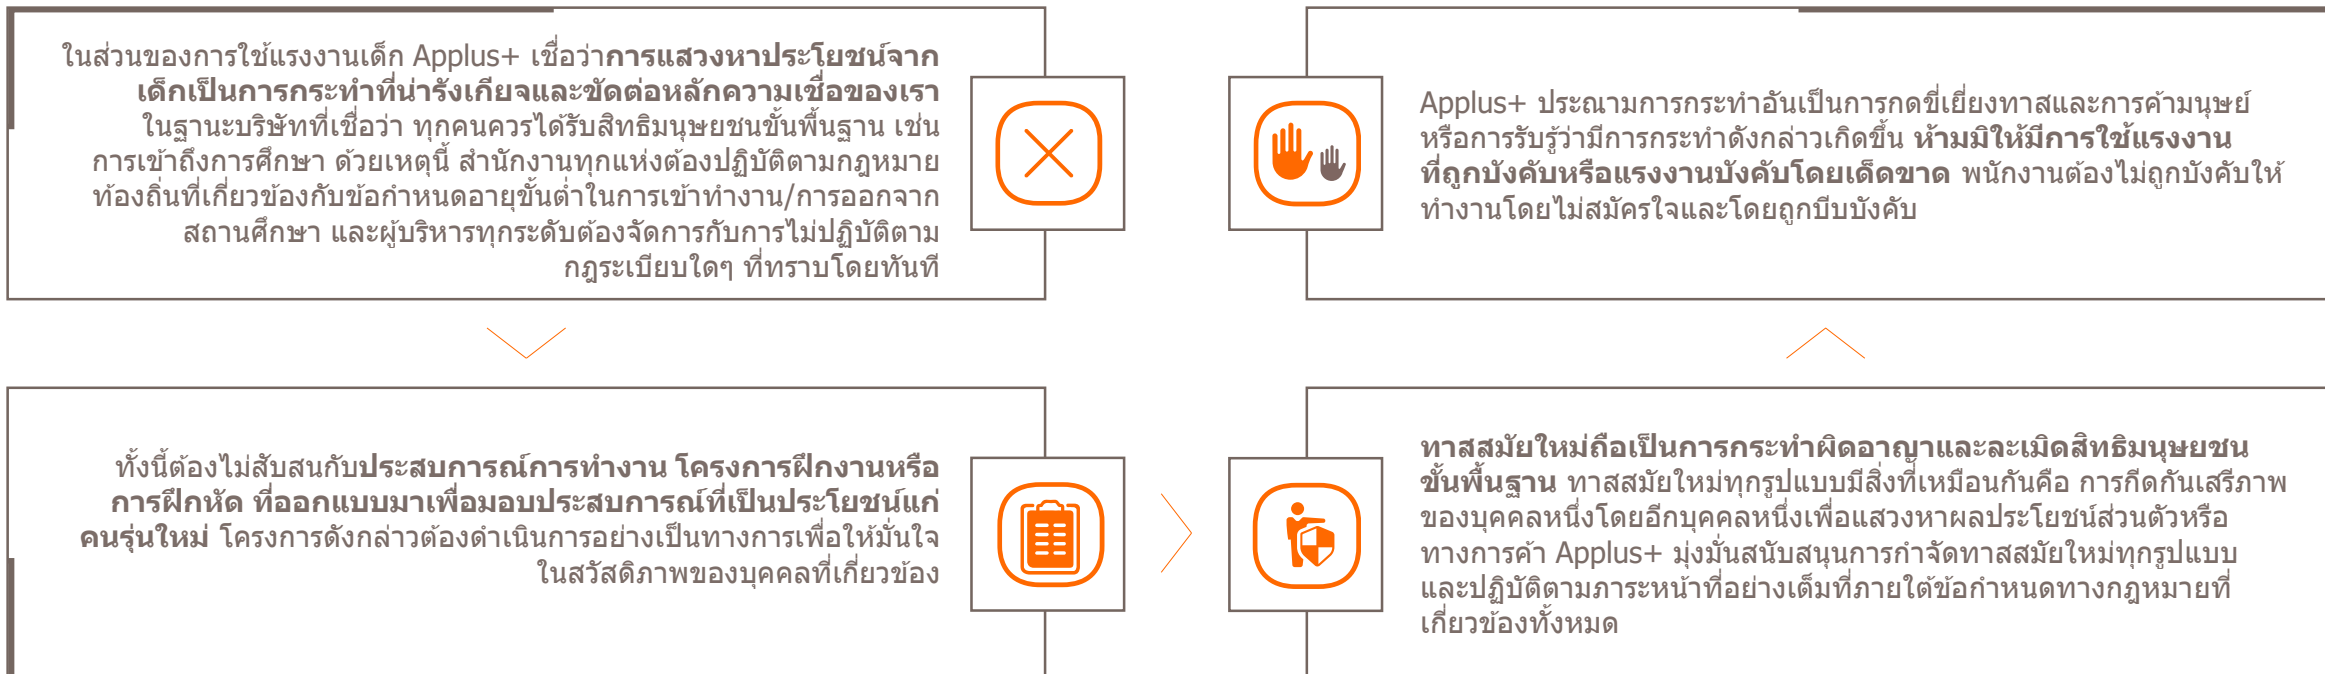 ในส่วนของการใช้แรงงานเด็ก Applus+ เชื่อว่าการแสวงหาประโยชน์จาก
เด็กเป็นการกระทำที่น่ารังเกียจและขัดต่อหลักความเชื่อของเรา
ในฐานะบริษัทที่เชื่อว่า ทุกคนควรได้รับสิทธิมนุษยชนขั้นพื้นฐาน เช่น
การเข้าถึงการศึกษา ด้วยเหตุนี้ สำนักงานทุกแห่งต้องปฏิบัติตามกฎหมาย
ท้องถิ่นที่เกี่ยวข้องกับข้อกำหนดอายุขั้นต่ำในการเข้าทำงาน/การออกจาก
สถานศึกษา และผู้บริหารทุกระดับต้องจัดการกับการไม่ปฏิบัติตาม
กฎระเบียบใดๆ ที่ทราบโดยทันที
ทั้งนี้ต้องไม่สับสนกับประสบการณ์การทำงาน โครงการฝึกงานหรือ
การฝึกหัด ที่ออกแบบมาเพื่อมอบประสบการณ์ที่เป็นประโยชน์แก่
คนรุ่นใหม่ โครงการดังกล่าวต้องดำเนินการอย่างเป็นทางการเพื่อให้มั่นใจ
ในสวัสดิภาพของบุคคลที่เกี่ยวข้อง
ทาสสมัยใหม่ถือเป็นการกระทำผิดอาญาและละเมิดสิทธิมนุษยชน
ขั้นพื้นฐาน ทาสสมัยใหม่ทุกรูปแบบมีสิ่งที่เหมือนกันคือ การกีดกันเสรีภาพ
ของบุคคลหนึ่งโดยอีกบุคคลหนึ่งเพื่อแสวงหาผลประโยชน์ส่วนตัวหรือ
ทางการค้า Applus+ มุ่งมั่นสนับสนุนการกำจัดทาสสมัยใหม่ทุกรูปแบบ
และปฏิบัติตามภาระหน้าที่อย่างเต็มที่ภายใต้ข้อกำหนดทางกฎหมายที่
เกี่ยวข้องทั้งหมด
Applus+ ประณามการกระทำอันเป็นการกดขี่เยี่ยงทาสและการค้ามนุษย์
หรือการรับรู้ว่ามีการกระทำดังกล่าวเกิดขึ้น ห้ามมิให้มีการใช้แรงงาน
ที่ถูกบังคับหรือแรงงานบังคับโดยเด็ดขาด พนักงานต้องไม่ถูกบังคับให้
ทำงานโดยไม่สมัครใจและโดยถูกบีบบังคับ